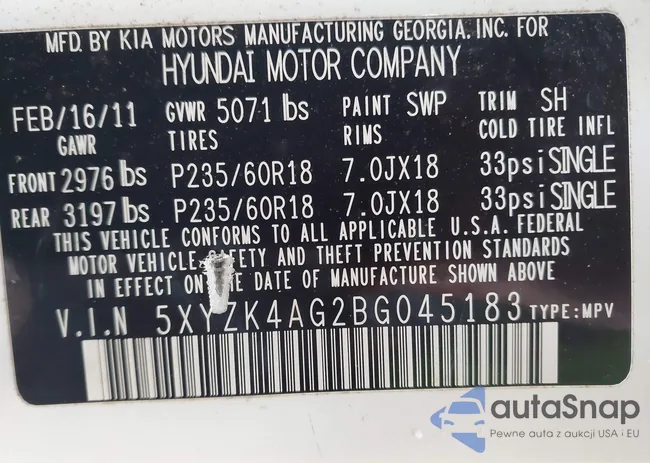 MFD. BY KIA MOTORS MANUFACTURING GEORGIA, INC. FOR
HYUNDAI MOTOR COMPANY
FEB/16/11 GVWR 5071 lbs PAINT SWP TRIM SH
GAWR TIRES RIMS COLD TIRE INFL
FRONT 2976 lbs P235/60R18 7.0JX18 33psi SINGLE
REAR 3197 lbs P235/60R18 7.0JX18 33psi SINGLE
THIS VEHICLE CONFORMS TO ALL APPLICABLE U.S.A. FEDERAL
MOTOR VEHICLE SAFETY AND THEFT PREVENTION STANDARDS
IN EFFECT ON THE DATE OF MANUFACTURE SHOWN ABOVE
V.I.N 5XYZK4AG2BG045183 TYPE:MPV
autaSnap
Pewne auta z aukcji USA i EU